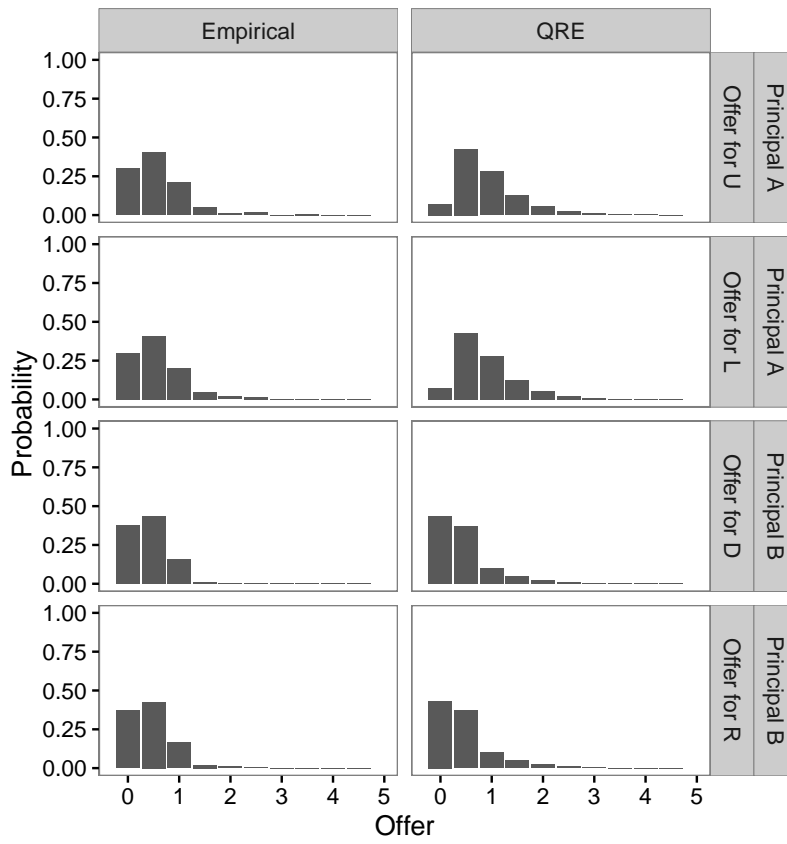 Empirical
QRE
1.00
0.75
0.50
0.25
0.00
Offer for U
Principal A
1.00
0.75
0.50
0.25
0.00
Offer for L
Principal A
1.00
0.75
0.50
0.25
0.00
Offer for D
Principal B
1.00
0.75
0.50
0.25
0.00
Offer for R
Principal B
Probability
0 1 2 3 4 5 0 1 2 3 4 5
Offer